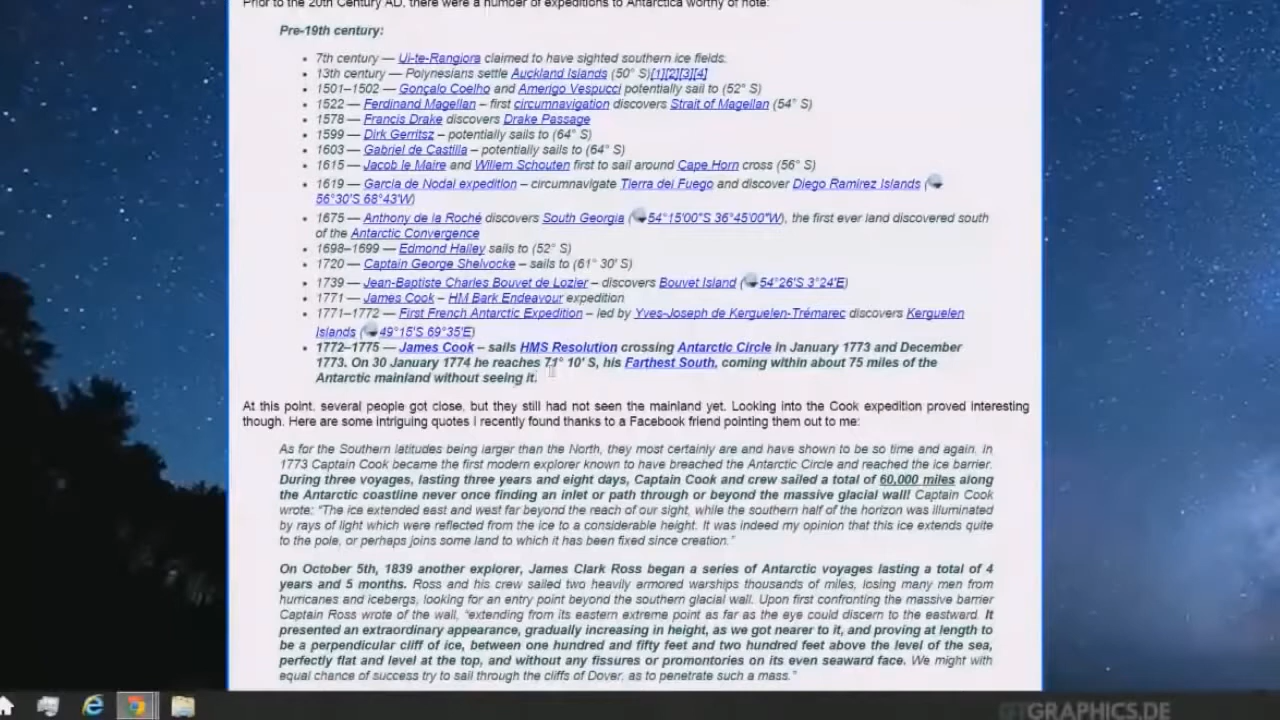 Prior to the 20th Century AD, there were a number of expeditions to Antarctica worthy of note:
Pre-19th century:
7th century — Ui-te-Rangiora claimed to have sighted southern ice fields.
13th century — Polynesians settle Auckland Islands (50° S)[1][2][3][4]
1501–1502 — Gonçalo Coelho and Amerigo Vespucci potentially sail to (52° S)
1522 — Ferdinand Magellan – first circumnavigation discovers Strait of Magellan (54° S)
1578 — Francis Drake discovers Drake Passage
1599 — Dirk Gerritsz – potentially sails to (64° S)
1603 — Gabriel de Castilla – potentially sails to (64° S)
1615 — Jacob le Maire and Willem Schouten first to sail around Cape Horn cross (56° S)
1619 — Garcia de Nodal expedition – circumnavigate Tierra del Fuego and discover Diego Ramírez Islands (
56°30′S 68°43′W)
1675 — Anthony de la Roché discovers South Georgia (54°15′00″S 36°45′00″W), the first ever land discovered south
of the Antarctic Convergence
1698–1699 — Edmond Halley sails to (52° S)
1720 — Captain George Shelvocke – sails to (61° 30′ S)
1739 — Jean-Baptiste Charles Bouvet de Lozier – discovers Bouvet Island (54°26′S 3°24′E)
1771 — James Cook – HM Bark Endeavour expedition
1771–1772 — First French Antarctic Expedition – led by Yves-Joseph de Kerguelen-Trémarec discovers Kerguelen
Islands (49°15′S 69°35′E)
1772–1775 — James Cook – sails HMS Resolution crossing Antarctic Circle in January 1773 and December
1773. On 30 January 1774 he reaches 71° 10′ S, his Farthest South, coming within about 75 miles of the
Antarctic mainland without seeing it.
At this point, several people got close, but they still had not seen the mainland yet. Looking into the Cook expedition proved interesting
though. Here are some intriguing quotes I recently found thanks to a Facebook friend pointing them out to me:
As for the Southern latitudes being larger than the North, they most certainly are and have shown to be so time and again. In
1773 Captain Cook became the first modern explorer known to have breached the Antarctic Circle and reached the ice barrier.
During three voyages, lasting three years and eight days, Captain Cook and crew sailed a total of 60,000 miles along
the Antarctic coastline never once finding an inlet or path through or beyond the massive glacial wall! Captain Cook
wrote: “The ice extended east and west far beyond the reach of our sight, while the southern half of the horizon was illuminated
by rays of light which were reflected from the ice to a considerable height. It was indeed my opinion that this ice extends quite
to the pole, or perhaps joins some land to which it has been fixed since creation.”
On October 5th, 1839 another explorer, James Clark Ross began a series of Antarctic voyages lasting a total of 4
years and 5 months. Ross and his crew sailed two heavily armored warships thousands of miles, losing many men from
hurricanes and icebergs, looking for an entry point beyond the southern glacial wall. Upon first confronting the massive barrier
Captain Ross wrote of the wall, “extending from its eastern extreme point as far as the eye could discern to the eastward. It
presented an extraordinary appearance, gradually increasing in height, as we got nearer to it, and proving at length to
be a perpendicular cliff of ice, between one hundred and fifty feet and two hundred feet above the level of the sea,
perfectly flat and level at the top, and without any fissures or promontories on its even seaward face. We might with
equal chance of success try to sail through the cliffs of Dover, as to penetrate such a mass.”
GTGRAPHICS.DE